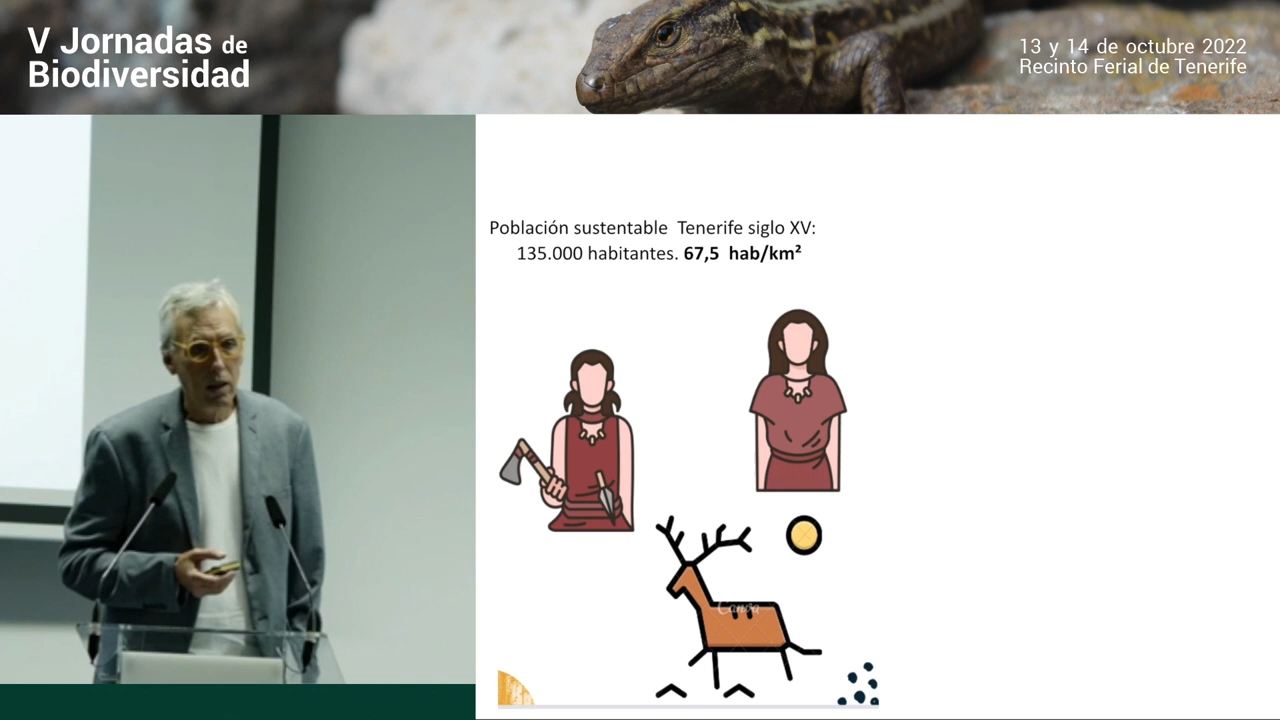 V Jornadas de
Biodiversidad
13 y 14 de octubre 2022
Recinto Ferial de Tenerife
Población sustentable Tenerife siglo XV:
135.000 habitantes. 67,5 hab/km²
Canva